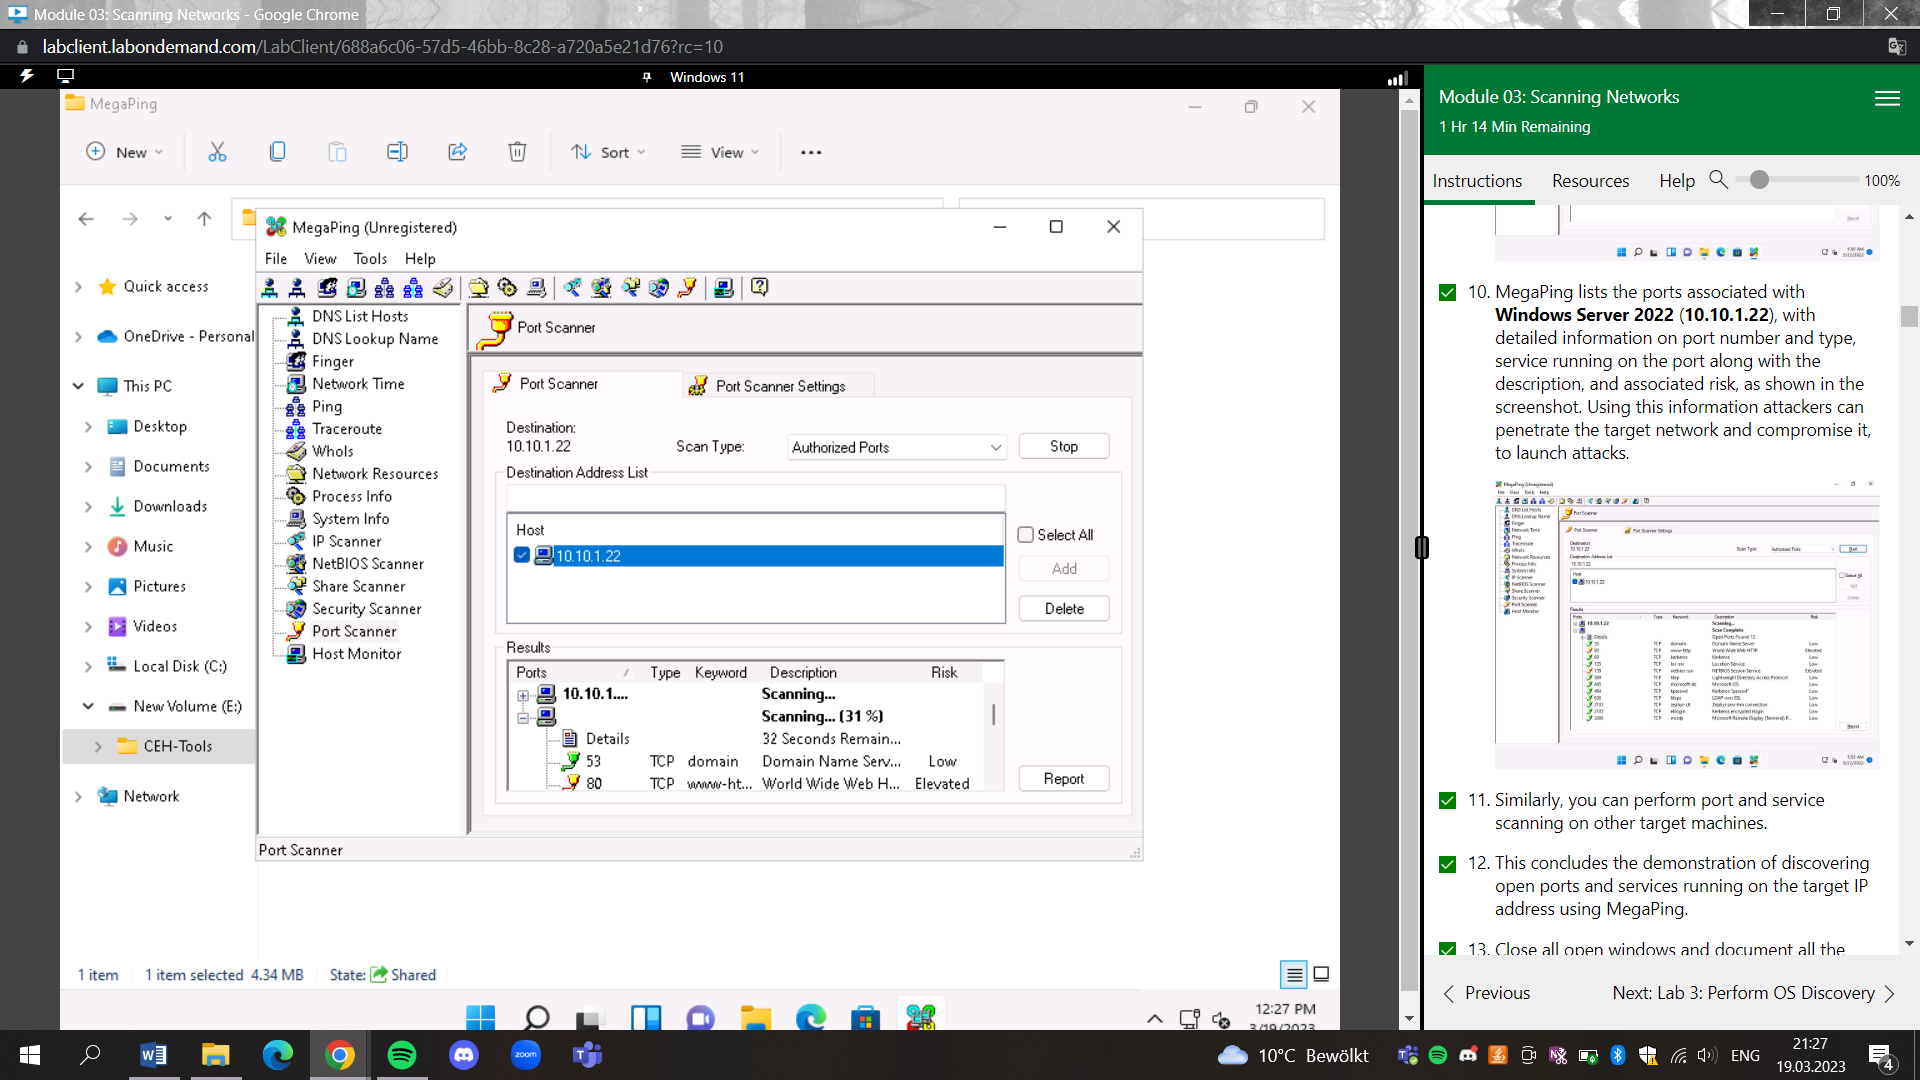 Module 03: Scanning Networks - Google Chrome
labclient.labondemand.com/LabClient/688a6c06-57d5-46bb-8c28-a720a5e21d76?rc=10
Windows 11
MegaPing
New
Sort
View
MegaPing (Unregistered)
File View Tools Help
Quick access
OneDrive - Personal
This PC
Desktop
Documents
Downloads
Music
Pictures
Videos
Local Disk (C:)
New Volume (E:)
CEH-Tools
Network
DNS List Hosts
DNS Lookup Name
Finger
Network Time
Ping
Traceroute
WhoIs
Network Resources
Process Info
System Info
IP Scanner
NetBIOS Scanner
Share Scanner
Security Scanner
Port Scanner
Host Monitor
Port Scanner
Port Scanner
Port Scanner Settings
Destination:
10.10.1.22
Scan Type:
Authorized Ports
Stop
Destination Address List
Host
10.10.1.22
Select All
Add
Delete
Results
Ports Type Keyword Description Risk
10.10.1.... Scanning...
Scanning... (31 %)
Details 32 Seconds Remain...
53 TCP domain Domain Name Serv... Low
80 TCP www-ht... World Wide Web H... Elevated
Report
Port Scanner
1 item 1 item selected 4.34 MB State: Shared
12:27 PM
3/19/2023
Module 03: Scanning Networks
1 Hr 14 Min Remaining
Instructions Resources Help 100%
10. MegaPing lists the ports associated with
Windows Server 2022 (10.10.1.22), with
detailed information on port number and type,
service running on the port along with the
description, and associated risk, as shown in the
screenshot. Using this information attackers can
penetrate the target network and compromise it,
to launch attacks.
11. Similarly, you can perform port and service
scanning on other target machines.
12. This concludes the demonstration of discovering
open ports and services running on the target IP
address using MegaPing.
13. Close all open windows and document all the
Previous
Next: Lab 3: Perform OS Discovery
zoom
10°C Bewölkt
ENG
21:27
19.03.2023
4